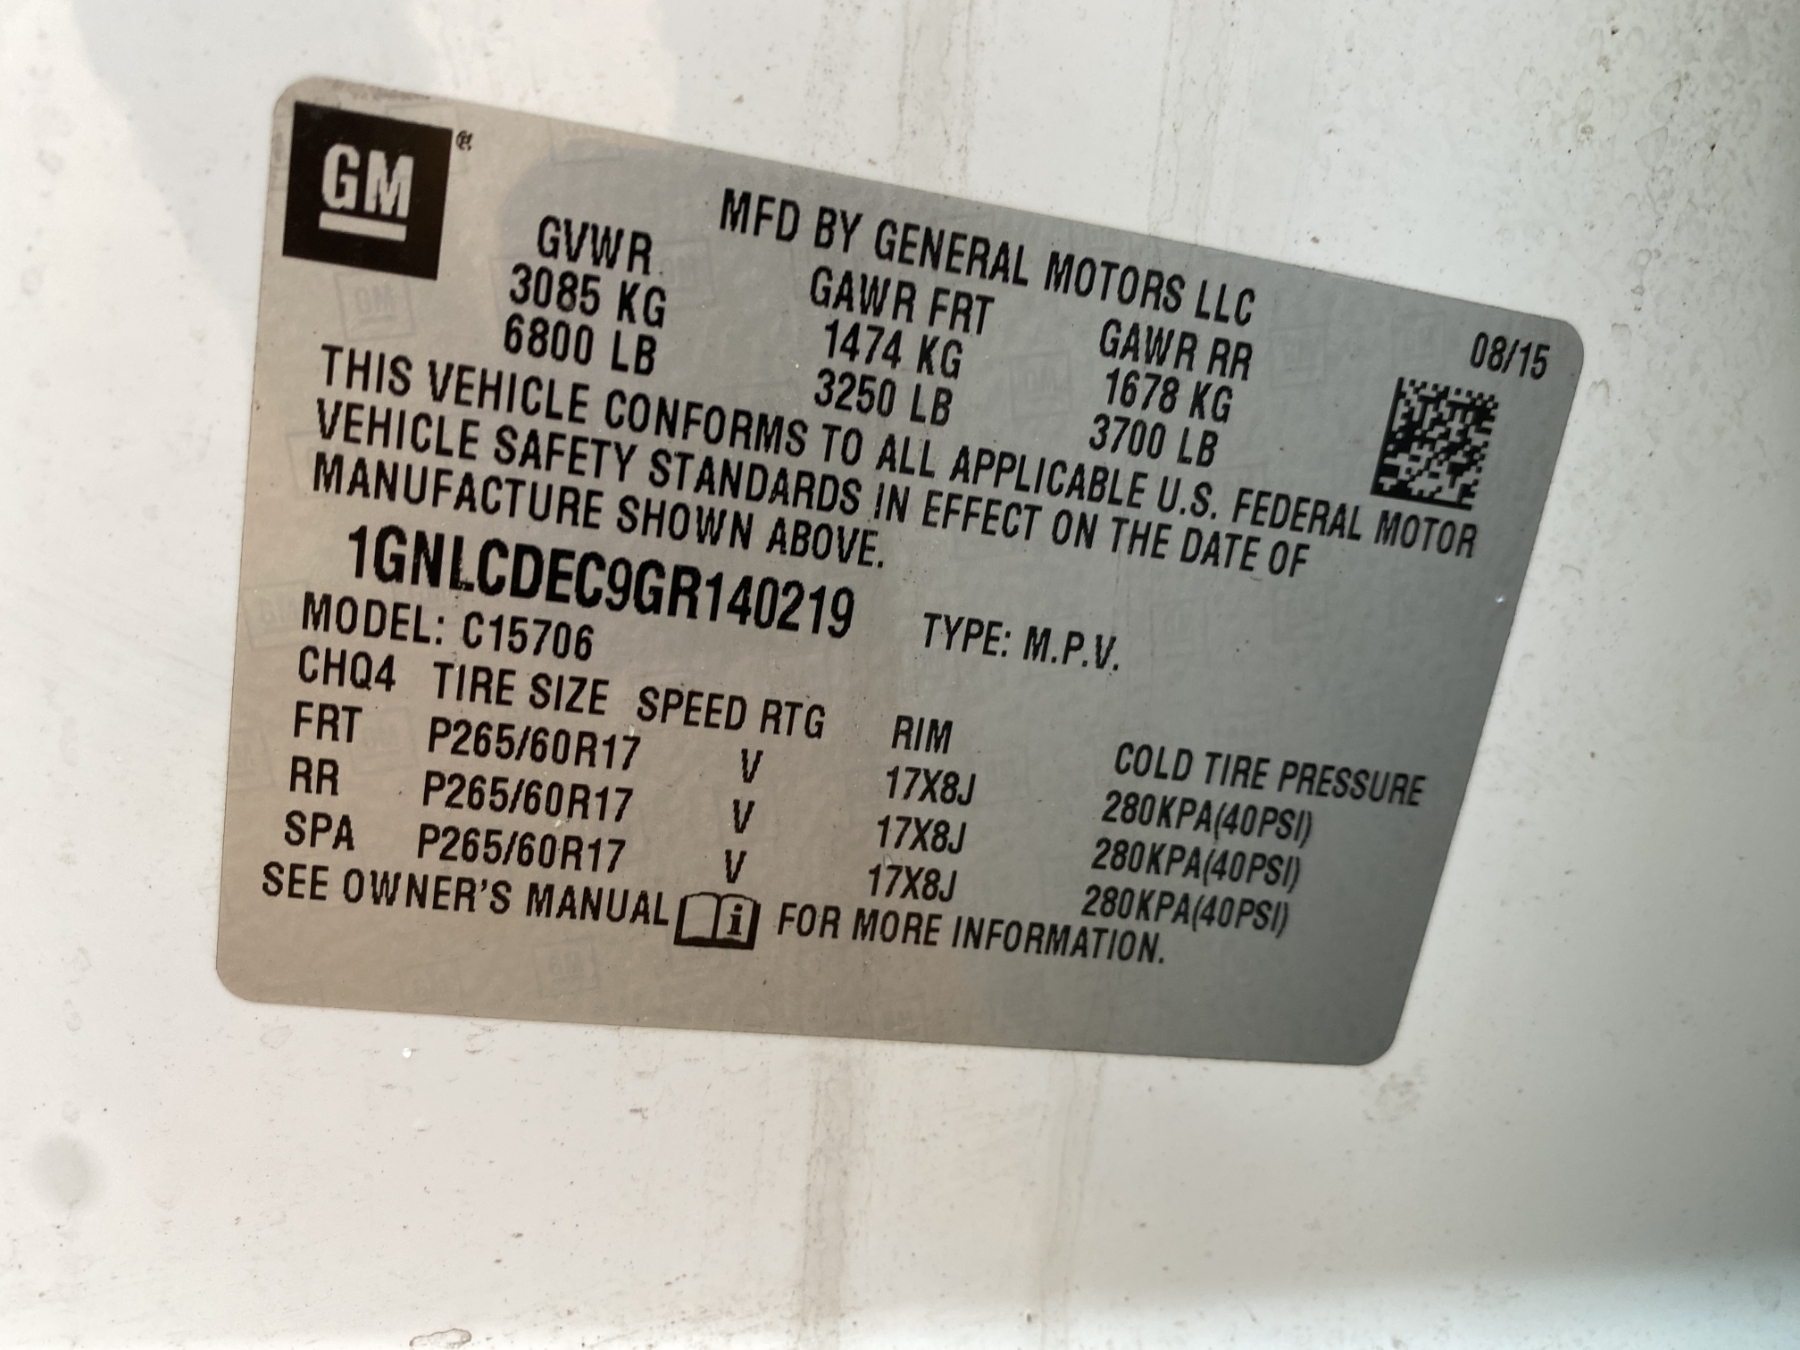 GM®
MFD BY GENERAL MOTORS LLC
08/15
GVWR GAWR FRT GAWR RR
3085 KG 1474 KG 1678 KG
6800 LB 3250 LB 3700 LB
THIS VEHICLE CONFORMS TO ALL APPLICABLE U.S. FEDERAL MOTOR
VEHICLE SAFETY STANDARDS IN EFFECT ON THE DATE OF
MANUFACTURE SHOWN ABOVE.
1GNLCDEC9GR140219 TYPE: M.P.V.
MODEL: C15706
CHQ4 TIRE SIZE SPEED RTG RIM COLD TIRE PRESSURE
FRT P265/60R17 V 17X8J 280KPA(40PSI)
RR P265/60R17 V 17X8J 280KPA(40PSI)
SPA P265/60R17 V 17X8J 280KPA(40PSI)
SEE OWNER'S MANUAL i FOR MORE INFORMATION.